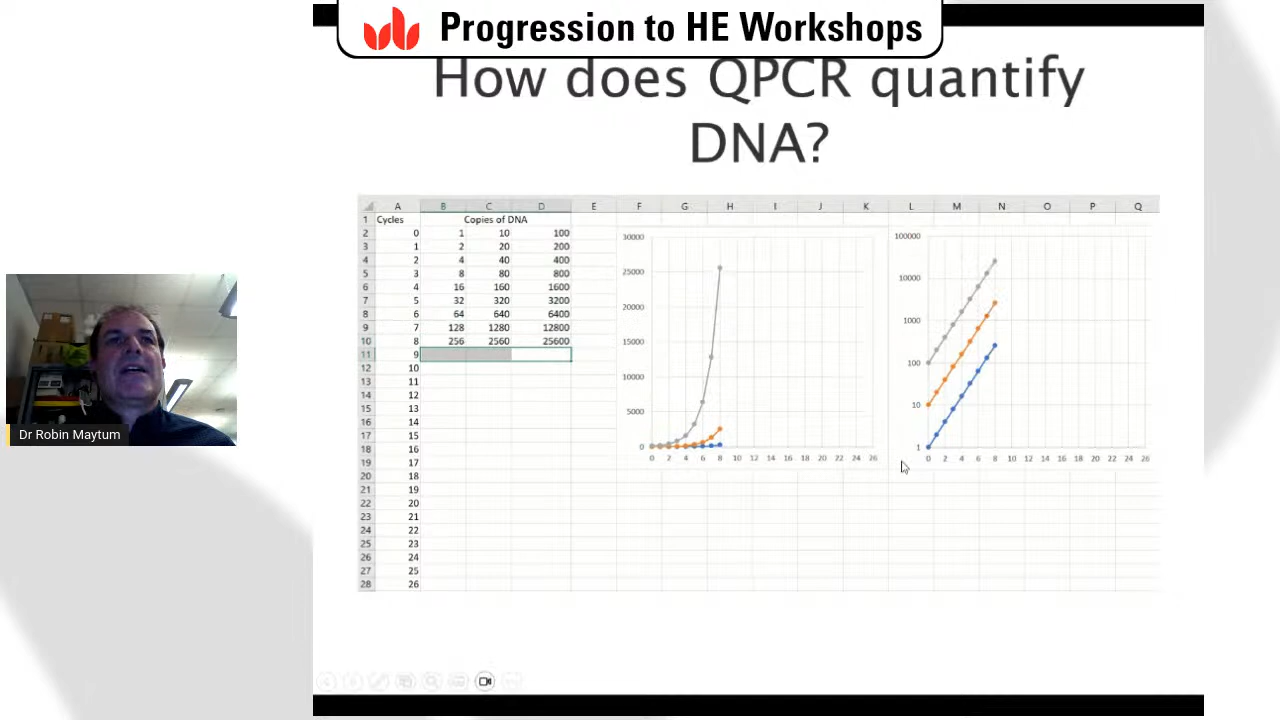 Progression to HE Workshops
How does QPCR quantify
DNA?
A B C D E F G H I J K L M N O P Q
1 Cycles Copies of DNA
2 0 1 10 100
3 1 2 20 200
4 2 4 40 400
5 3 8 80 800
6 4 16 160 1600
7 5 32 320 3200
8 6 64 640 6400
9 7 128 1280 12800
10 8 256 2560 25600
11 9
12 10
13 11
14 12
15 13
16 14
17 15
18 16
19 17
20 18
21 19
22 20
23 21
24 22
25 23
26 24
27 25
28 26
30000
25000
20000
15000
10000
5000
0
0 2 4 6 8 10 12 14 16 18 20 22 24 26
100000
10000
1000
100
10
1
0 2 4 6 8 10 12 14 16 18 20 22 24 26
Dr Robin Maytum